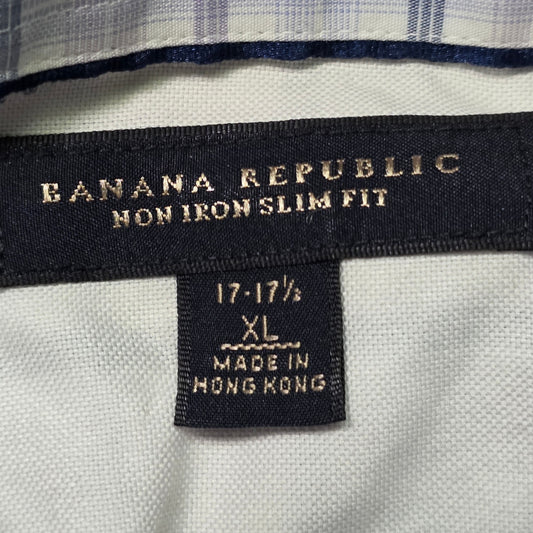 BANANA REPUBLIC
NON IRON SLIM FIT
17-17½
XL
MADE IN
HONG KONG